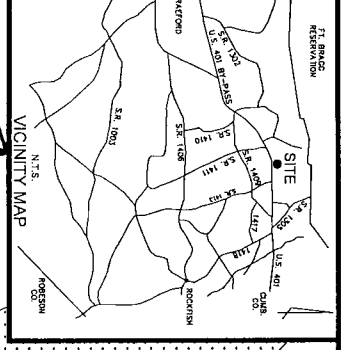 FT. BRAGG
RESERVATION
RAEFORD
S.R. 1302
U.S. 401 BY-PASS
SITE
S.R. 1003
S.R. 1406
S.R. 1410
S.R. 1411
S.R. 1409
S.R. 1305
S.R. 1413
1417
1418
U.S. 401
CUMB.
CO.
ROCKFISH
ROBESON
CO.
N.T.S.
VICINITY MAP